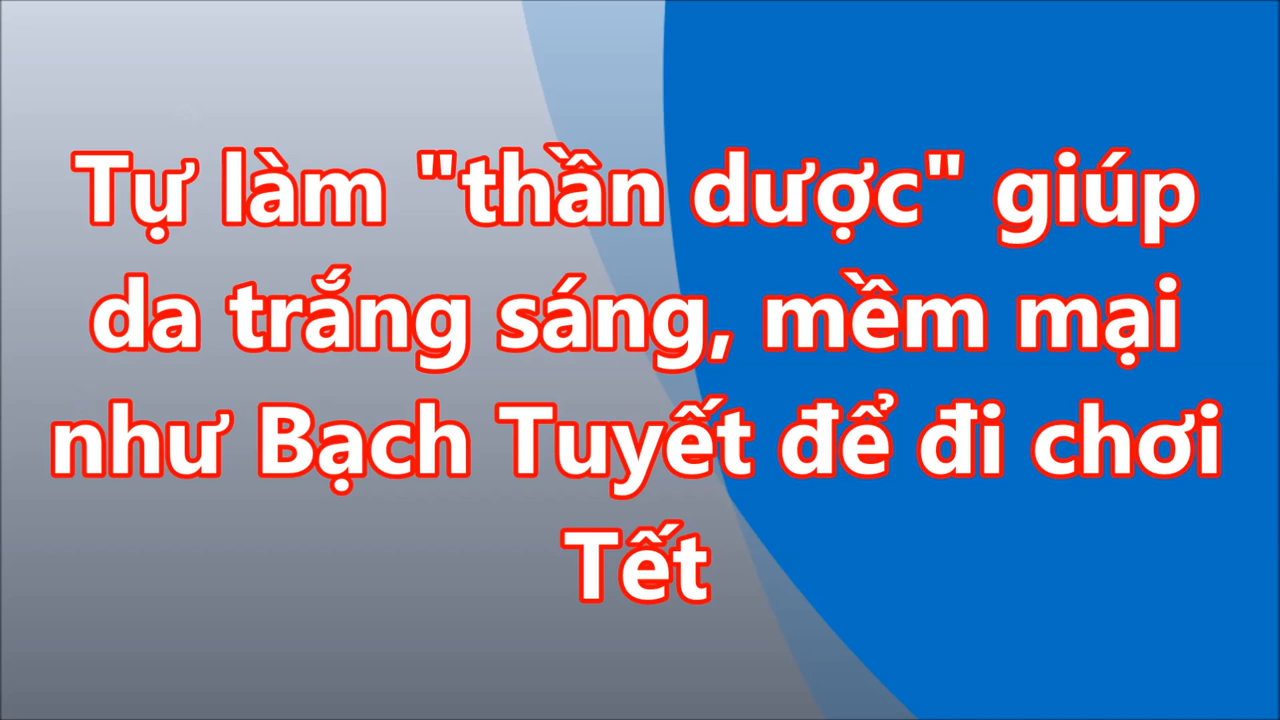 Tự làm "thần dược" giúp
da trắng sáng, mềm mại
như Bạch Tuyết để đi chơi
Tết